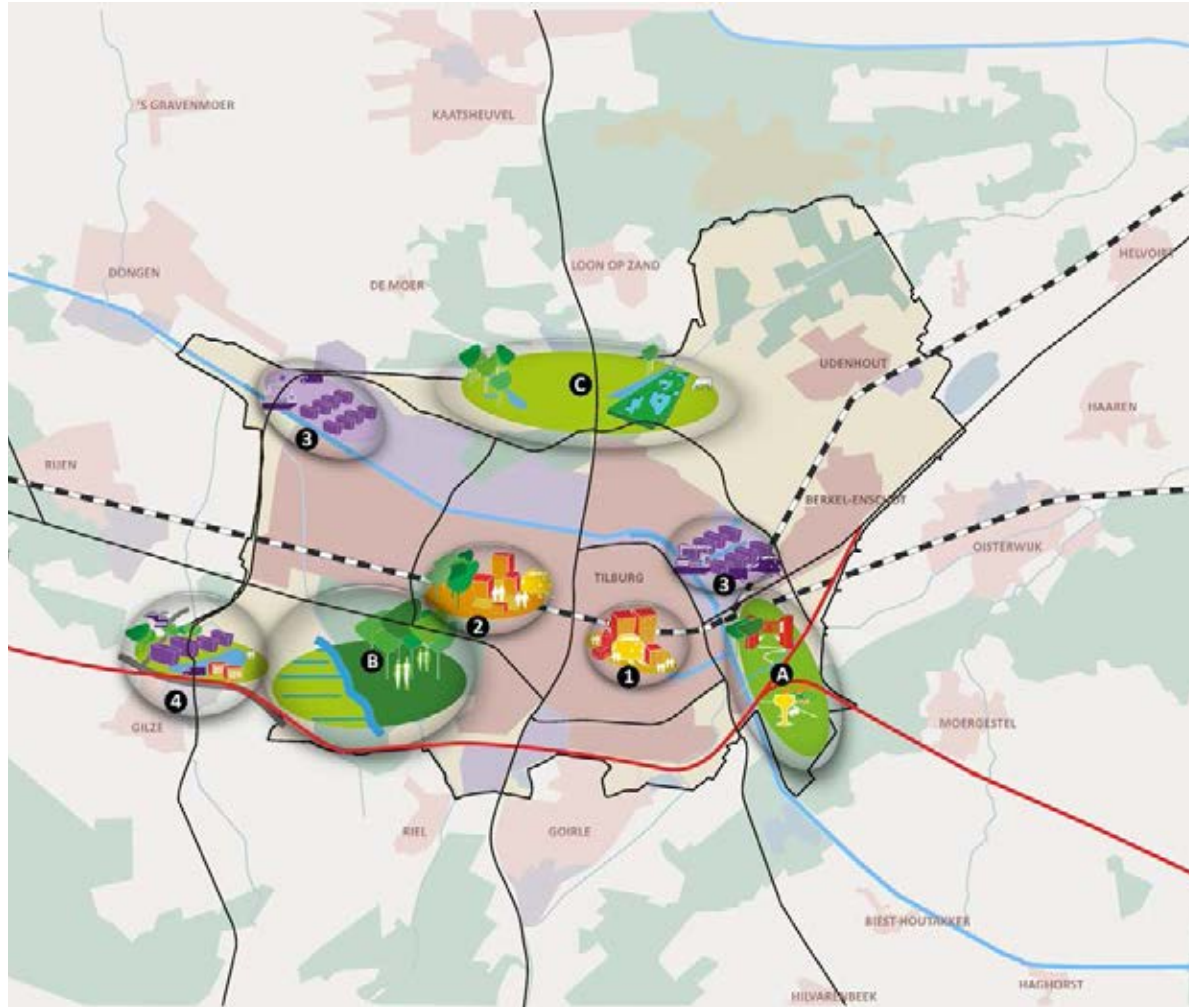 'S GRAVENMOER
KAATSHEUVEL
HELVOIRT
DONGEN
DE MOER
LOON OP ZAND
UDENHOUT
C
HAAREN
3
RIJEN
BERKEL-ENSCHOT
OISTERWIJK
TILBURG
3
2
B
1
A
4
GILZE
MOERGESTEL
RIEL
GOIRLE
BIEST-HOUTAKKER
HAGHORST
HILVARENBEEK